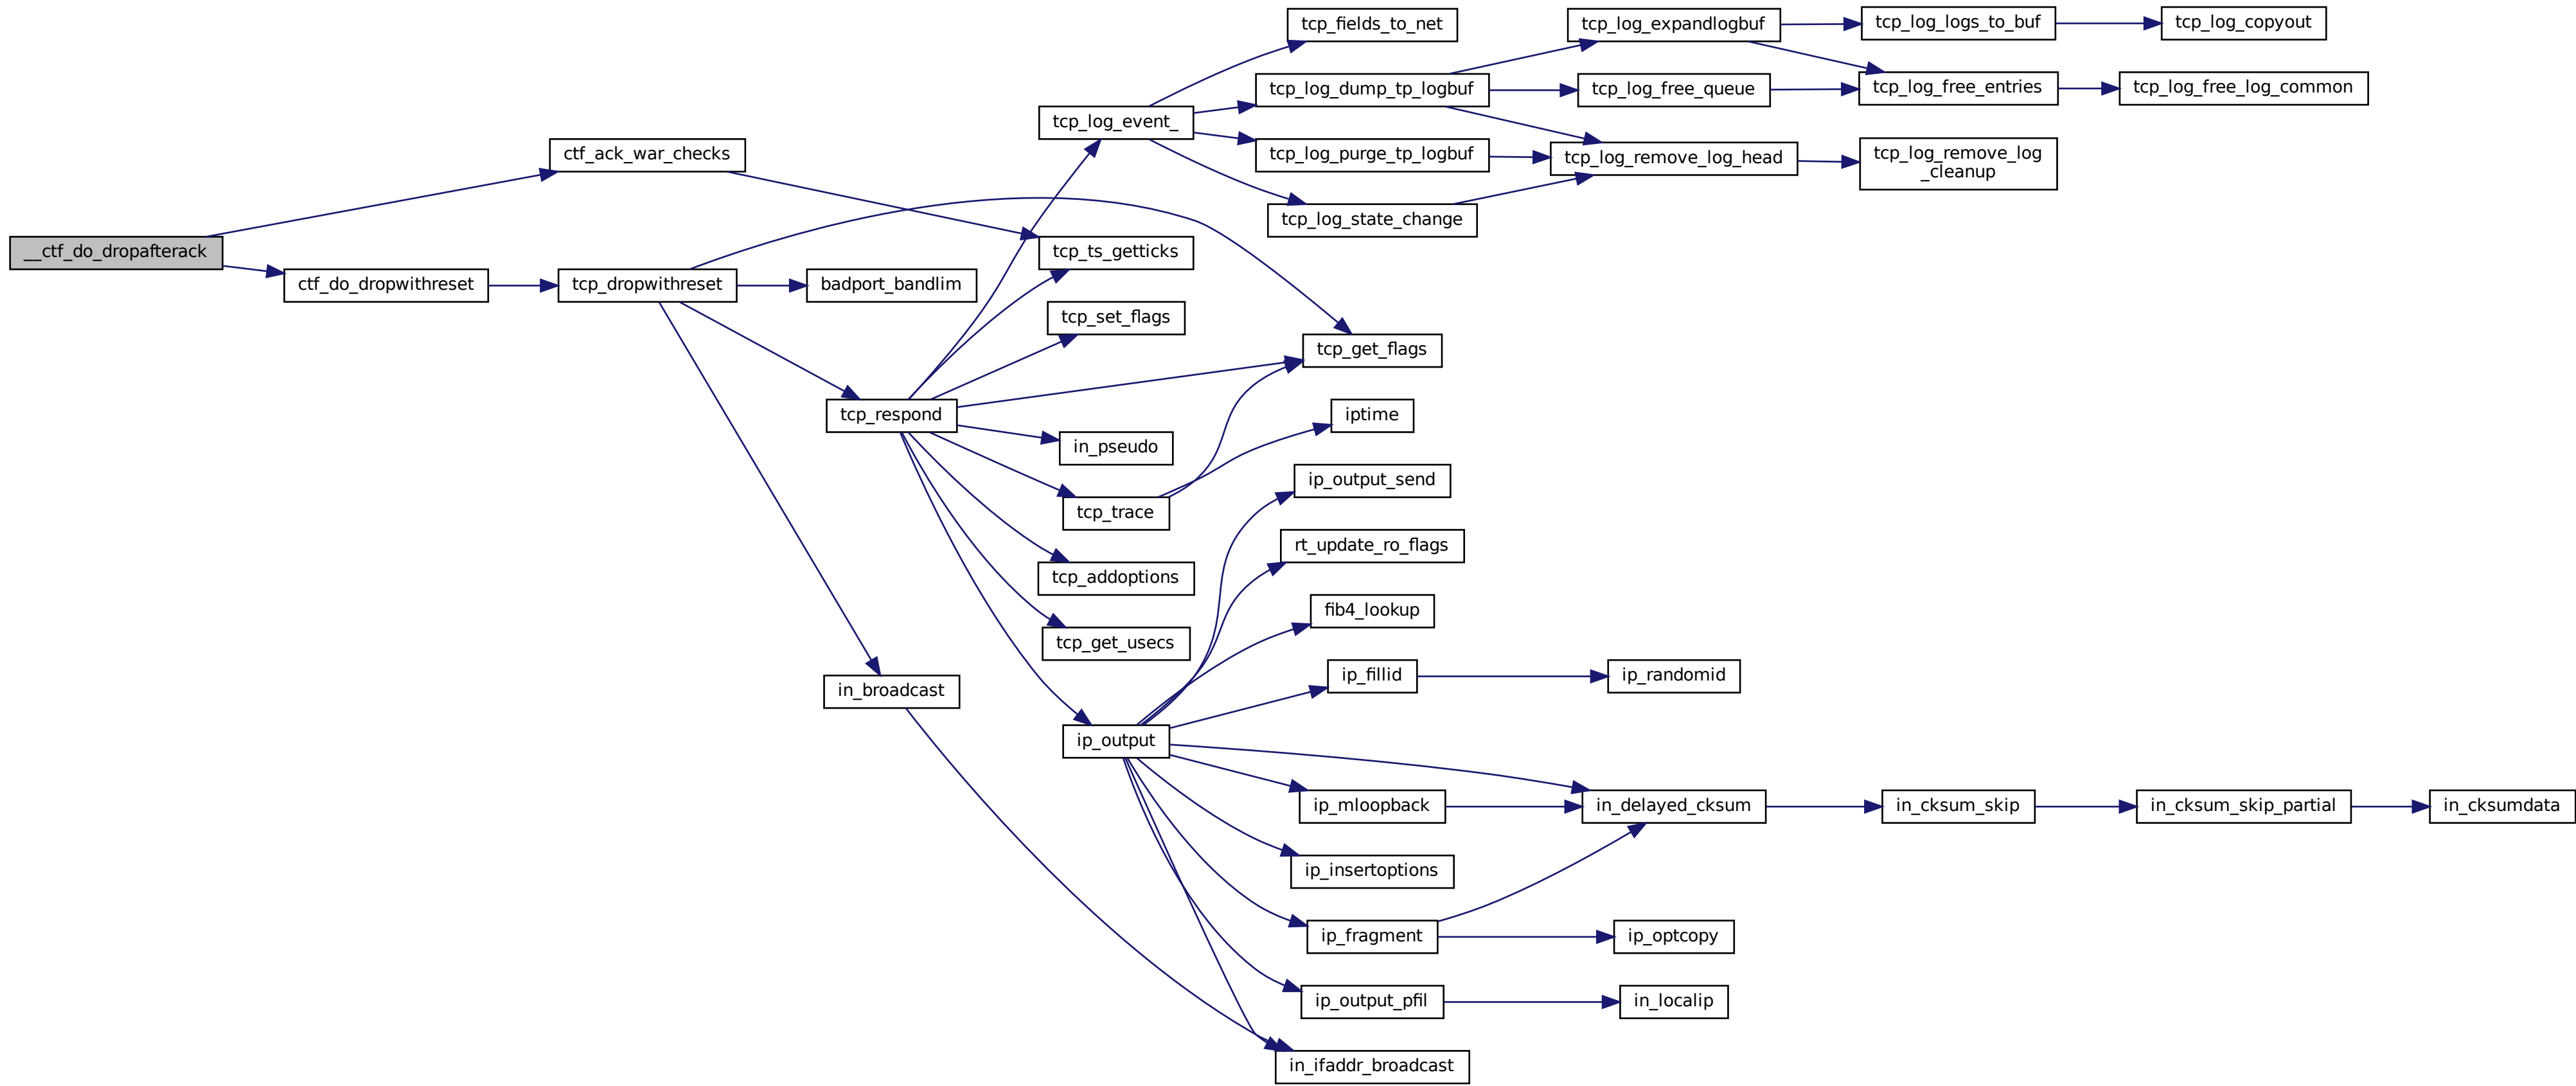 __ctf_do_dropafterack
ctf_ack_war_checks
ctf_do_dropwithreset
tcp_dropwithreset
badport_bandlim
tcp_respond
in_broadcast
tcp_log_event_
tcp_ts_getticks
tcp_set_flags
in_pseudo
tcp_trace
tcp_addoptions
tcp_get_usecs
ip_output
tcp_fields_to_net
tcp_log_dump_tp_logbuf
tcp_log_purge_tp_logbuf
tcp_log_state_change
tcp_get_flags
iptime
ip_output_send
rt_update_ro_flags
fib4_lookup
ip_fillid
ip_mloopback
ip_insertoptions
ip_fragment
ip_output_pfil
in_ifaddr_broadcast
tcp_log_expandlogbuf
tcp_log_free_queue
tcp_log_remove_log_head
ip_randomid
in_delayed_cksum
ip_optcopy
in_localip
tcp_log_logs_to_buf
tcp_log_free_entries
tcp_log_remove_log
_cleanup
in_cksum_skip
tcp_log_copyout
tcp_log_free_log_common
in_cksum_skip_partial
in_cksumdata